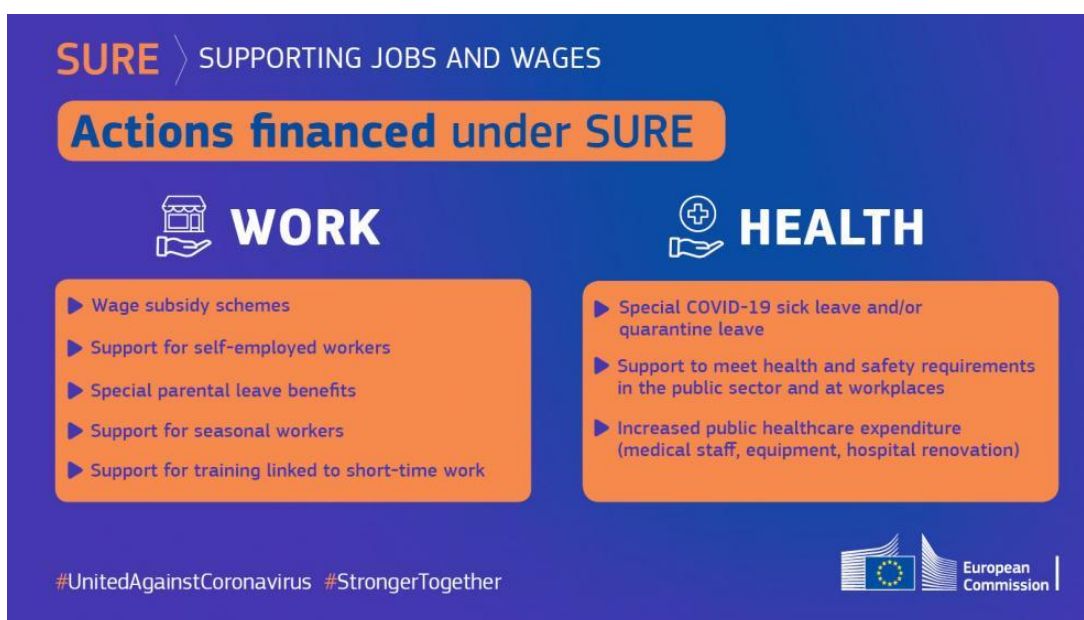 SURE SUPPORTING JOBS AND WAGES
Actions financed under SURE
WORK
Wage subsidy schemes
Support for self-employed workers
Special parental leave benefits
Support for seasonal workers
Support for training linked to short-time work
HEALTH
Special COVID-19 sick leave and/or
quarantine leave
Support to meet health and safety requirements
in the public sector and at workplaces
Increased public healthcare expenditure
(medical staff, equipment, hospital renovation)
#UnitedAgainstCoronavirus #StrongerTogether
European
Commission